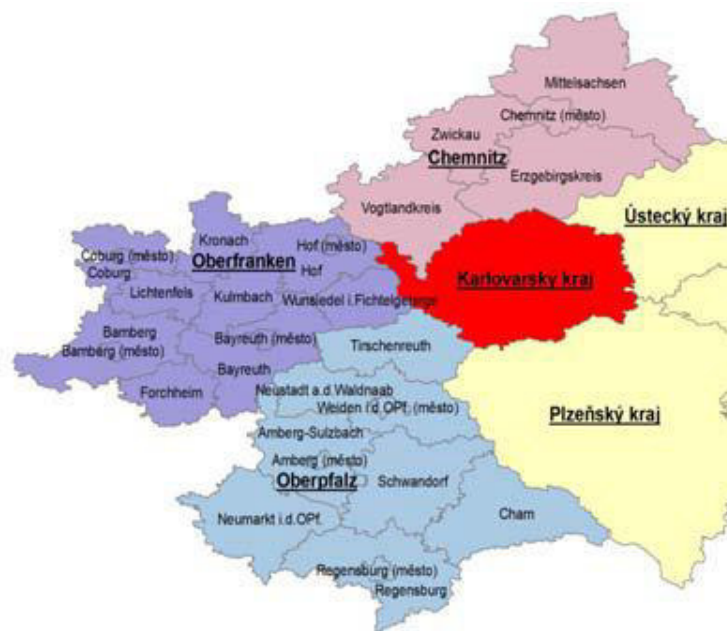 Mittelsachsen
Chemnitz (město)
Zwickau
Chemnitz
Erzgebirgskreis
Vogtlandkreis
Ústecký kraj
Kronach
Hof (město)
Coburg (město)
Oberfranken
Hof
Coburg
Karlovarský kraj
Lichtenfels
Kulmbach
Wunsiedel i.Fichtelgebirge
Bamberg
Bayreuth (město)
Bamberg (město)
Tirschenreuth
Bayreuth
Forchheim
Neustadt a.d.Waldnaab
Weiden i.d.OPf. (město)
Plzeňský kraj
Amberg-Sulzbach
Amberg (město)
Oberpfalz
Schwandorf
Neumarkt i.d.OPf.
Cham
Regensburg (město)
Regensburg